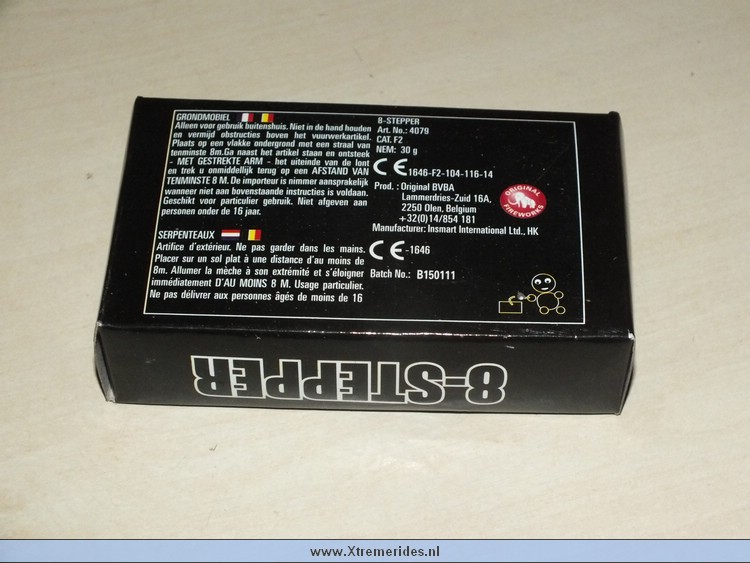 GRONDMOBIEL
Alleen voor gebruik buitenshuis. Niet in de hand houden
en vermijd obstructies boven het vuurwerkartikel.
Plaats op een vlakke ondergrond met een straal van
tenminste 8m.Ga naast het artikel staan en ontsteek
- MET GESTREKTE ARM - het uiteinde van de lont
en trek u onmiddellijk terug op een AFSTAND VAN
TENMINSTE 8 M. De importeur is nimmer aansprakelijk
wanneer niet aan bovenstaande instructies is voldaan.
Geschikt voor particulier gebruik. Niet afgeven aan
personen onder de 16 jaar.
SERPENTEAUX
Artifice d'extérieur. Ne pas garder dans les mains.
Placer sur un sol plat à une distance d'au moins de
8m. Allumer la mèche à son extrémité et s'éloigner
immédiatement D'AU MOINS 8 M. Usage particulier.
Ne pas délivrer aux personnes âgés de moins de 16
8-STEPPER
Art. No.: 4079
CAT. F2
NEM: 30 g
CE 1646-F2-104-116-14
Prod. : Original BVBA
Lammerdries-Zuid 16A,
2250 Olen, Belgium
+32(0)14/854 181
Manufacturer: Insmart International Ltd., HK
CE -1646
Batch No.: B150111
ORIGINAL
FIREWORKS
8-STEPPER
www.Xtremerides.nl